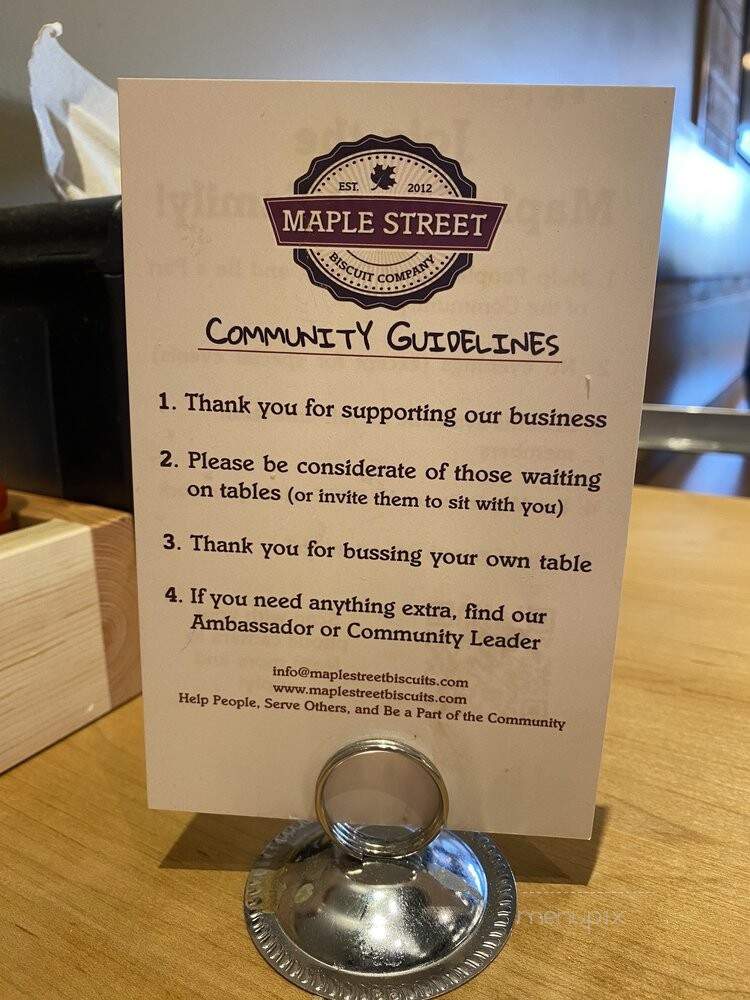 EST. 2012
MAPLE STREET
BISCUIT COMPANY
COMMUNITY GUIDELINES
1. Thank you for supporting our business
2. Please be considerate of those waiting
on tables (or invite them to sit with you)
3. Thank you for bussing your own table
4. If you need anything extra, find our
Ambassador or Community Leader
info@maplestreetbiscuits.com
www.maplestreetbiscuits.com
Help People, Serve Others, and Be a Part of the Community
menupix